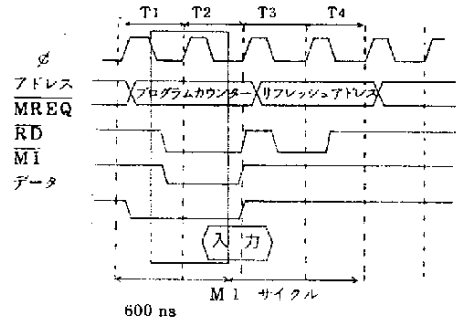 T1 T2 T3 T4
φ
アドレス プログラムカウンター リフレッシュアドレス
MREQ
RD
M1
データ
入 力
M1 サイクル
600 ns